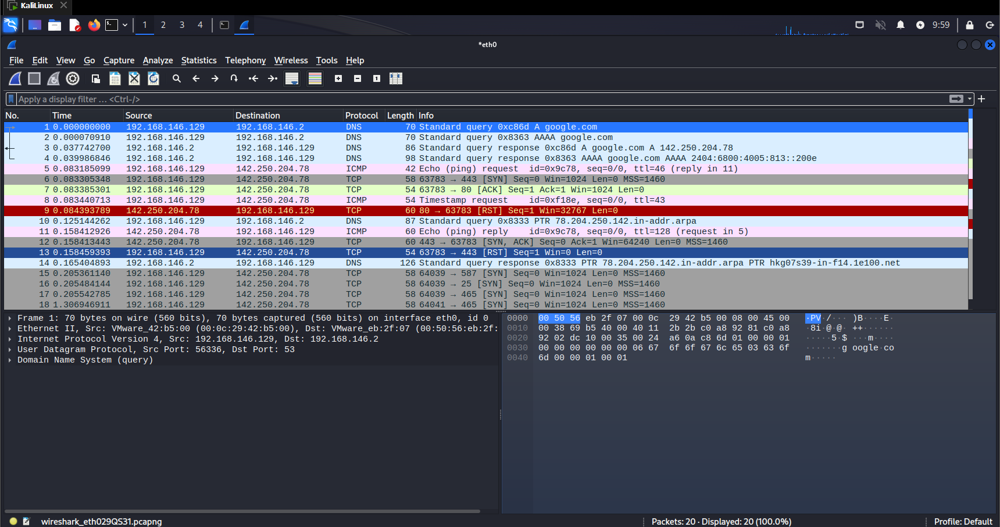 KaliLinux
1 2 3 4 9:59
*eth0
File Edit View Go Capture Analyze Statistics Telephony Wireless Tools Help
Apply a display filter … <Ctrl-/>
No. Time Source Destination Protocol Length Info
1 0.000000000 192.168.146.129 192.168.146.2 DNS 70 Standard query 0xc86d A google.com
2 0.000070910 192.168.146.129 192.168.146.2 DNS 70 Standard query 0x8363 AAAA google.com
3 0.037742700 192.168.146.2 192.168.146.129 DNS 86 Standard query response 0xc86d A google.com A 142.250.204.78
4 0.039986846 192.168.146.2 192.168.146.129 DNS 98 Standard query response 0x8363 AAAA google.com AAAA 2404:6800:4005:813::200e
5 0.083185099 192.168.146.129 142.250.204.78 ICMP 42 Echo (ping) request id=0x9c78, seq=0/0, ttl=46 (reply in 11)
6 0.083305348 192.168.146.129 142.250.204.78 TCP 58 63783 → 443 [SYN] Seq=0 Win=1024 Len=0 MSS=1460
7 0.083385301 192.168.146.129 142.250.204.78 TCP 54 63783 → 80 [ACK] Seq=1 Ack=1 Win=1024 Len=0
8 0.083440713 192.168.146.129 142.250.204.78 ICMP 54 Timestamp request id=0xf18e, seq=0/0, ttl=43
9 0.084393789 142.250.204.78 192.168.146.129 TCP 60 80 → 63783 [RST] Seq=1 Win=32767 Len=0
10 0.125144262 192.168.146.129 192.168.146.2 DNS 87 Standard query 0x8333 PTR 78.204.250.142.in-addr.arpa
11 0.158412926 142.250.204.78 192.168.146.129 ICMP 60 Echo (ping) reply id=0x9c78, seq=0/0, ttl=128 (request in 5)
12 0.158413443 142.250.204.78 192.168.146.129 TCP 60 443 → 63783 [SYN, ACK] Seq=0 Ack=1 Win=64240 Len=0 MSS=1460
13 0.158459393 192.168.146.129 142.250.204.78 TCP 54 63783 → 443 [RST] Seq=1 Win=0 Len=0
14 0.165404893 192.168.146.2 192.168.146.129 DNS 126 Standard query response 0x8333 PTR 78.204.250.142.in-addr.arpa PTR hkg07s39-in-f14.1e100.net
15 0.205361140 192.168.146.129 142.250.204.78 TCP 58 64039 → 587 [SYN] Seq=0 Win=1024 Len=0 MSS=1460
16 0.205484144 192.168.146.129 142.250.204.78 TCP 58 64039 → 25 [SYN] Seq=0 Win=1024 Len=0 MSS=1460
17 0.205542785 192.168.146.129 142.250.204.78 TCP 58 64039 → 465 [SYN] Seq=0 Win=1024 Len=0 MSS=1460
18 1.306946911 192.168.146.129 142.250.204.78 TCP 58 64041 → 465 [SYN] Seq=0 Win=1024 Len=0 MSS=1460
Frame 1: 70 bytes on wire (560 bits), 70 bytes captured (560 bits) on interface eth0, id 0
Ethernet II, Src: VMware_42:b5:00 (00:0c:29:42:b5:00), Dst: VMware_eb:2f:07 (00:50:56:eb:2f:
Internet Protocol Version 4, Src: 192.168.146.129, Dst: 192.168.146.2
User Datagram Protocol, Src Port: 56336, Dst Port: 53
Domain Name System (query)
0000 00 50 56 eb 2f 07 00 0c 29 42 b5 00 08 00 45 00 ·PV·/··· )B····E·
0010 00 38 69 b5 40 00 40 11 2b 2b c0 a8 92 81 c0 a8 ·8i·@·@· ++······
0020 92 02 dc 10 00 35 00 24 a6 0a c8 6d 01 00 00 01 ·····5·$ ···m····
0030 00 00 00 00 00 00 06 67 6f 6f 67 6c 65 03 63 6f ·······g oogle·co
0040 6d 00 00 01 00 01 m·····
wireshark_eth029QS31.pcapng Packets: 20 · Displayed: 20 (100.0%) Profile: Default